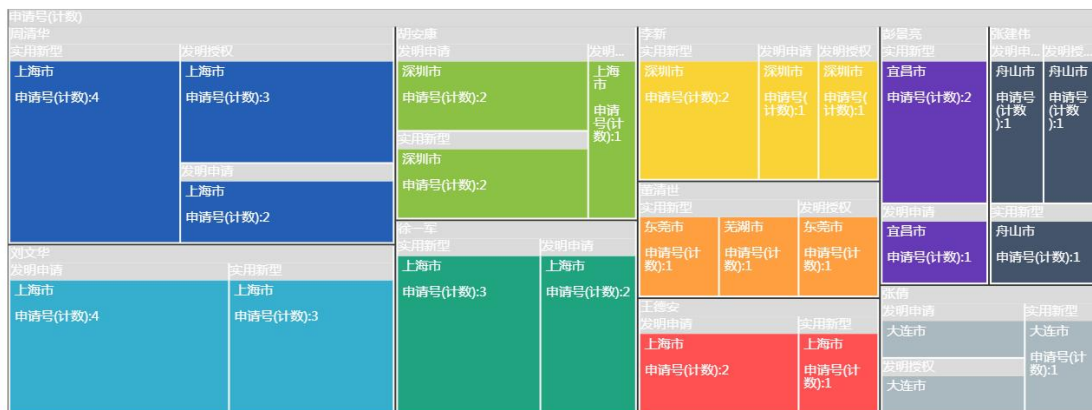 申请号(计数)
周清华
实用新型
上海市
申请号(计数):4
发明授权
上海市
申请号(计数):3
发明申请
上海市
申请号(计数):2
刘文华
发明申请
上海市
申请号(计数):4
实用新型
上海市
申请号(计数):3
胡安康
发明申请
深圳市
申请号(计数):2
发明...
上海
市
申请
号(计
数):1
实用新型
深圳市
申请号(计数):2
徐一军
实用新型
上海市
申请号(计数):3
发明申请
上海市
申请号(计数):2
李新
实用新型
深圳市
申请号(计数):2
发明申请
深圳市
申请号(
计数):1
发明授权
深圳市
申请号(
计数):1
董清世
实用新型
东莞市
申请号(计
数):1
芜湖市
申请号(计
数):1
发明授权
东莞市
申请号(计
数):1
王德安
发明申请
上海市
申请号(计数):2
实用新型
上海市
申请号(计
数):1
彭景亮
实用新型
宜昌市
申请号(计数):2
发明申请
宜昌市
申请号(计数):1
张建伟
发明申...
舟山市
申请号
(计数
):1
发明授...
舟山市
申请号
(计数
):1
实用新型
舟山市
申请号(计数):1
张倩
发明申请
大连市
发明授权
大连市
实用新型
大连市
申请号(计
数):1